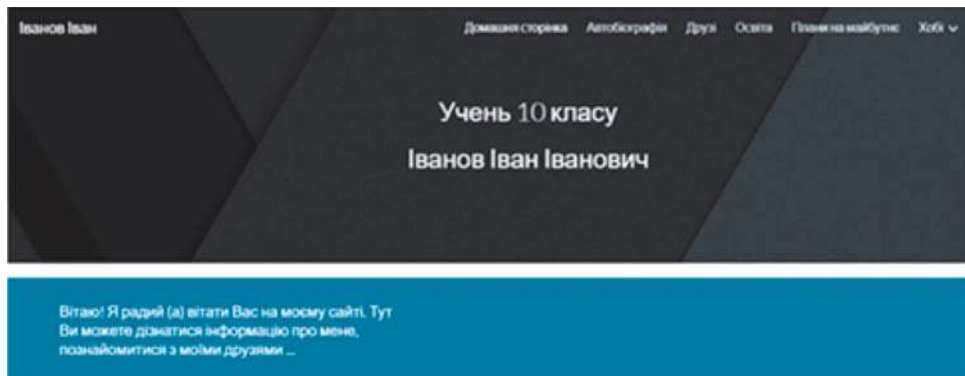 Іванов Іван
Домашня сторінка Автобіографія Друзі Освіта Плани на майбутнє Хобі
Учень 10 класу
Іванов Іван Іванович
Вітаю! Я радий (а) вітати Вас на моєму сайті. Тут
Ви можете дізнатися інформацію про мене,
познайомитися з моїми друзями ...